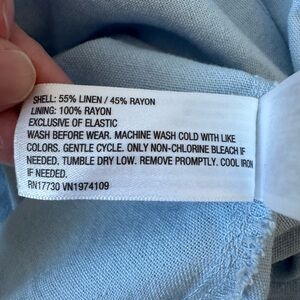 SHELL: 55% LINEN / 45% RAYON
LINING: 100% RAYON
EXCLUSIVE OF ELASTIC
WASH BEFORE WEAR. MACHINE WASH COLD WITH LIKE
COLORS. GENTLE CYCLE. ONLY NON-CHLORINE BLEACH IF
NEEDED. TUMBLE DRY LOW. REMOVE PROMPTLY. COOL IRON
IF NEEDED.
RN17730 VN1974109